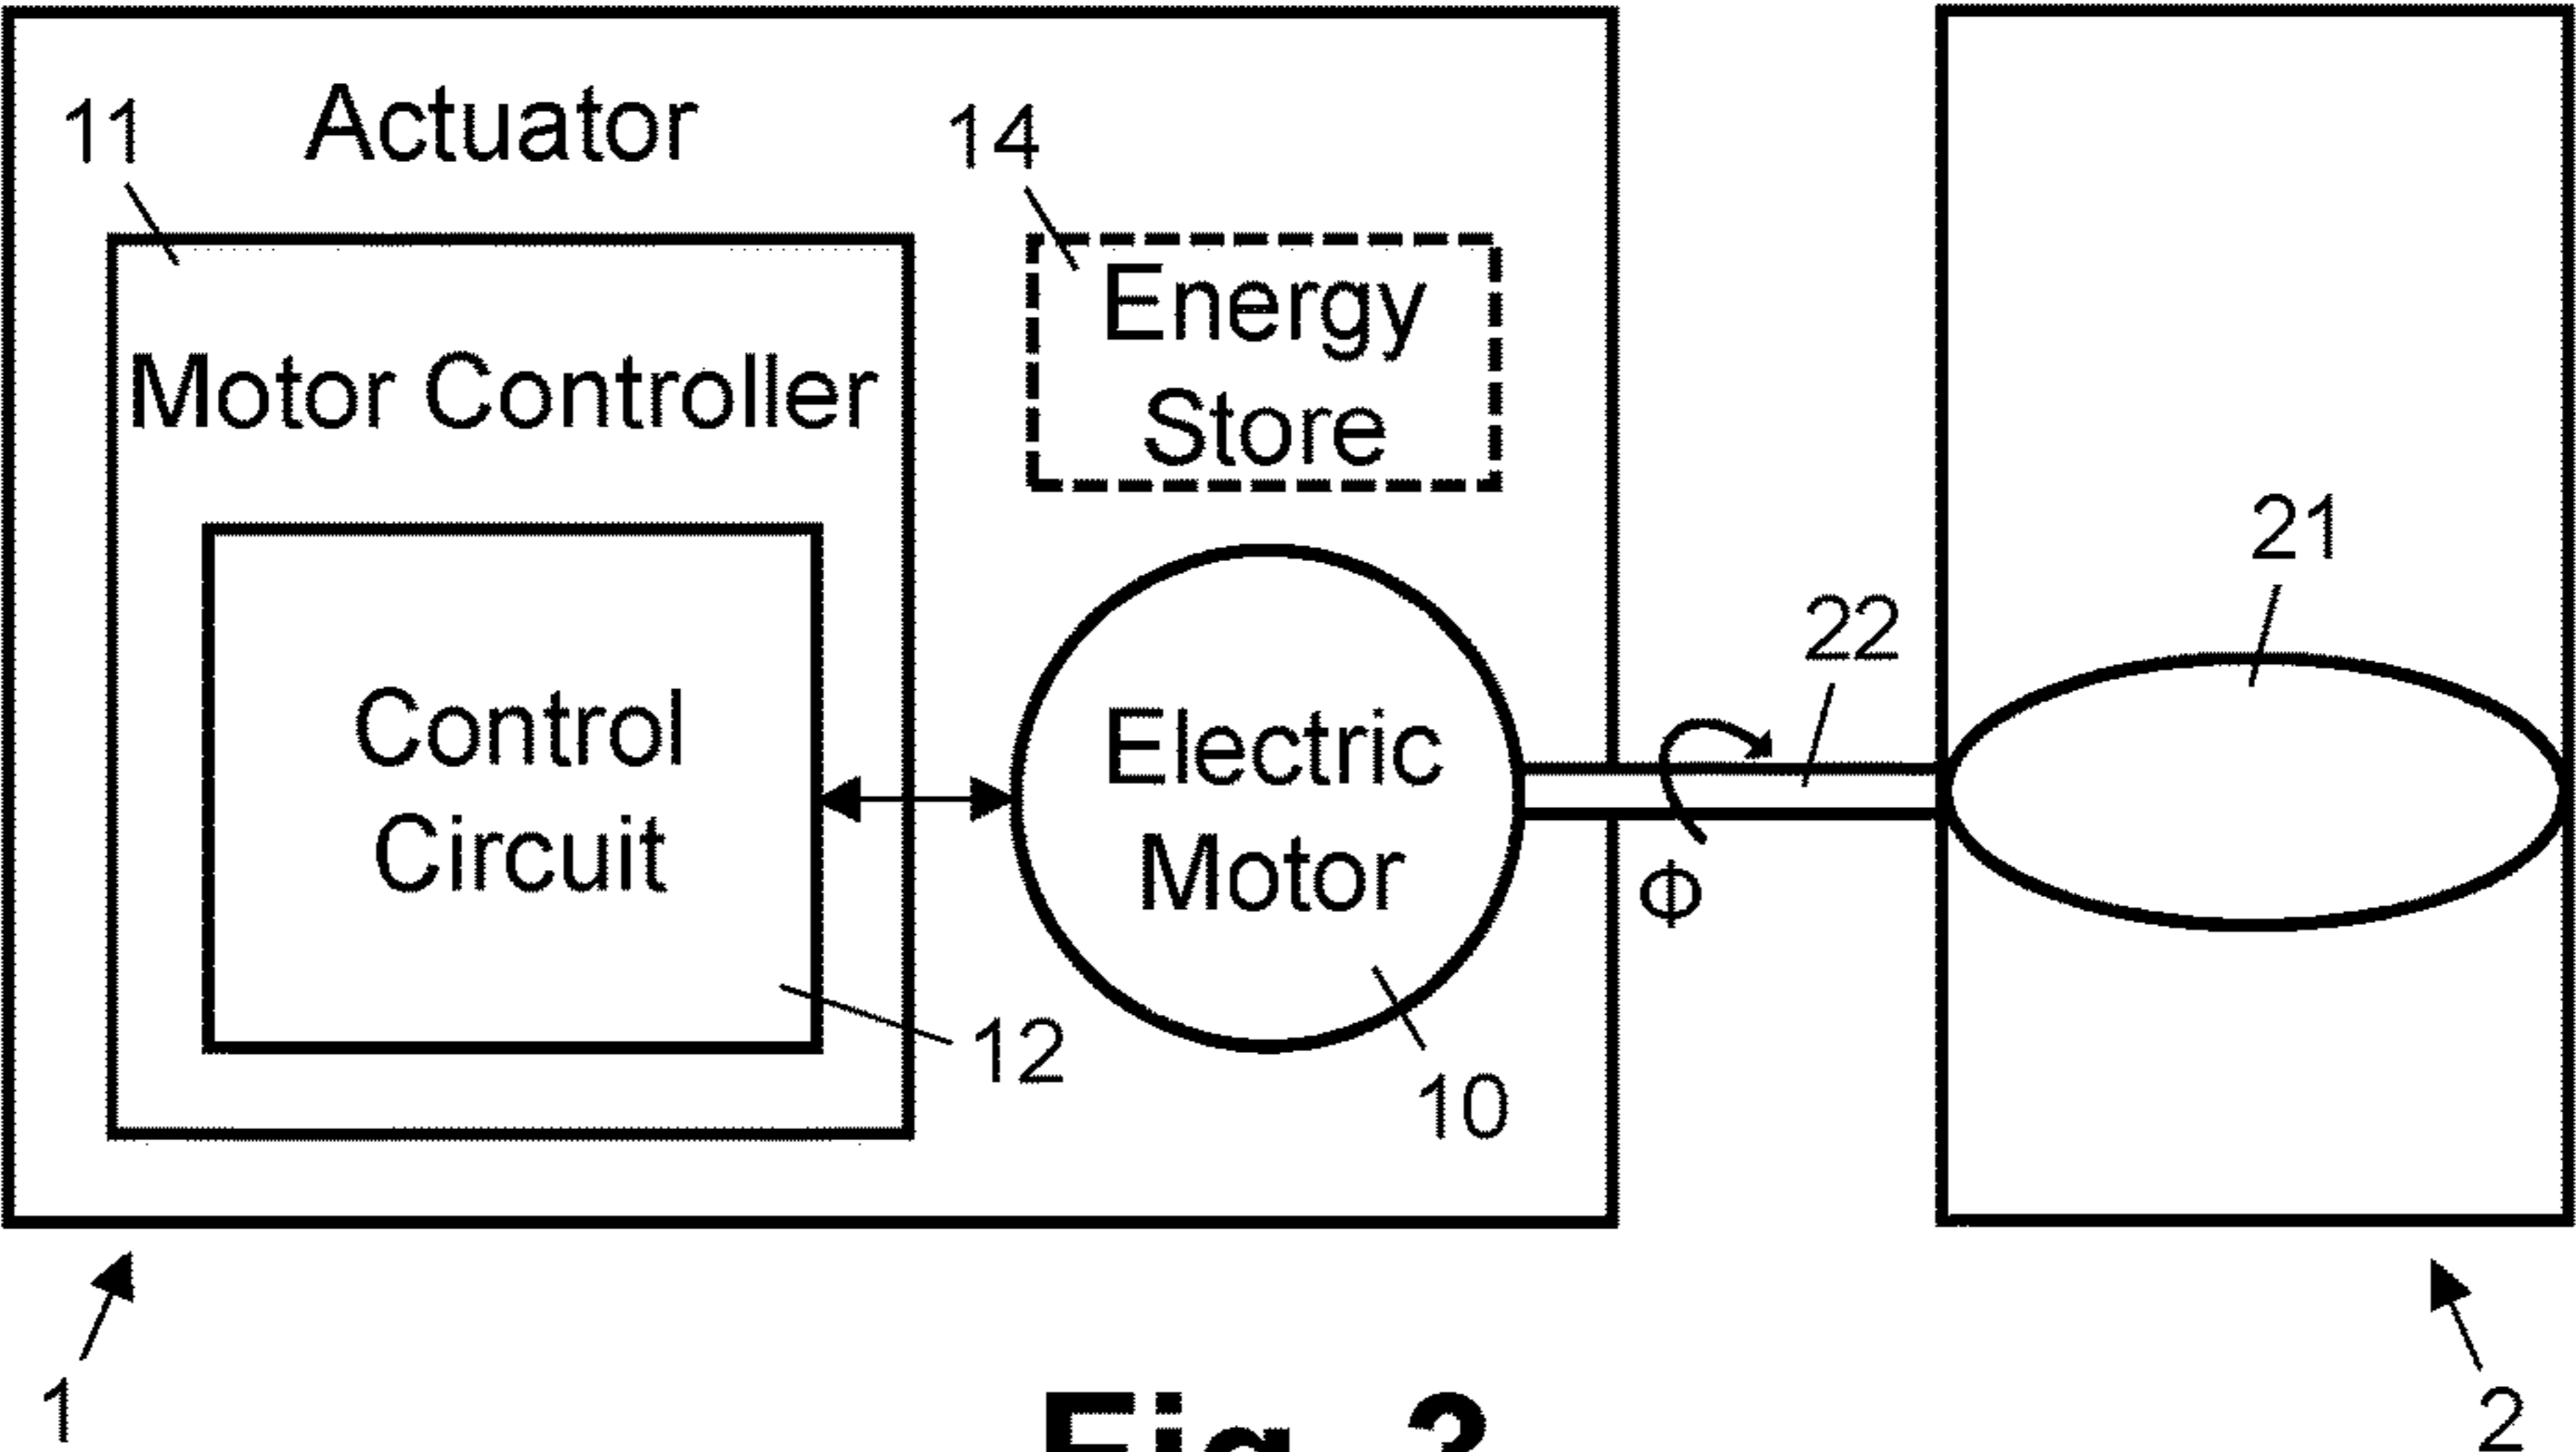 Actuator
11
14
Motor Controller
Energy
Store
21
22
Control
Circuit
Electric
Motor
Φ
12
10
1
2